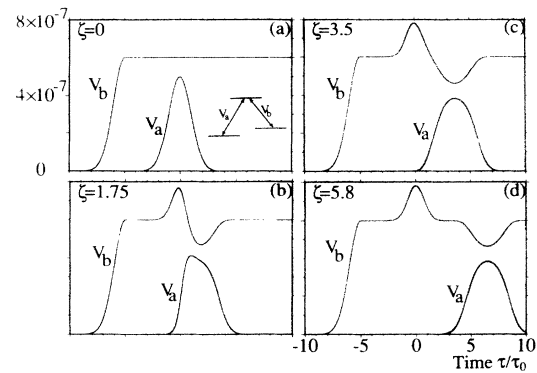 8×10⁻⁷
ζ=0
(a)
V_b
V_a
V_a
V_b
4×10⁻⁷
0
ζ=3.5
(c)
V_b
V_a
ζ=1.75
(b)
V_b
V_a
ζ=5.8
(d)
V_b
V_a
-10 -5 0 5 10
Time τ/τ₀